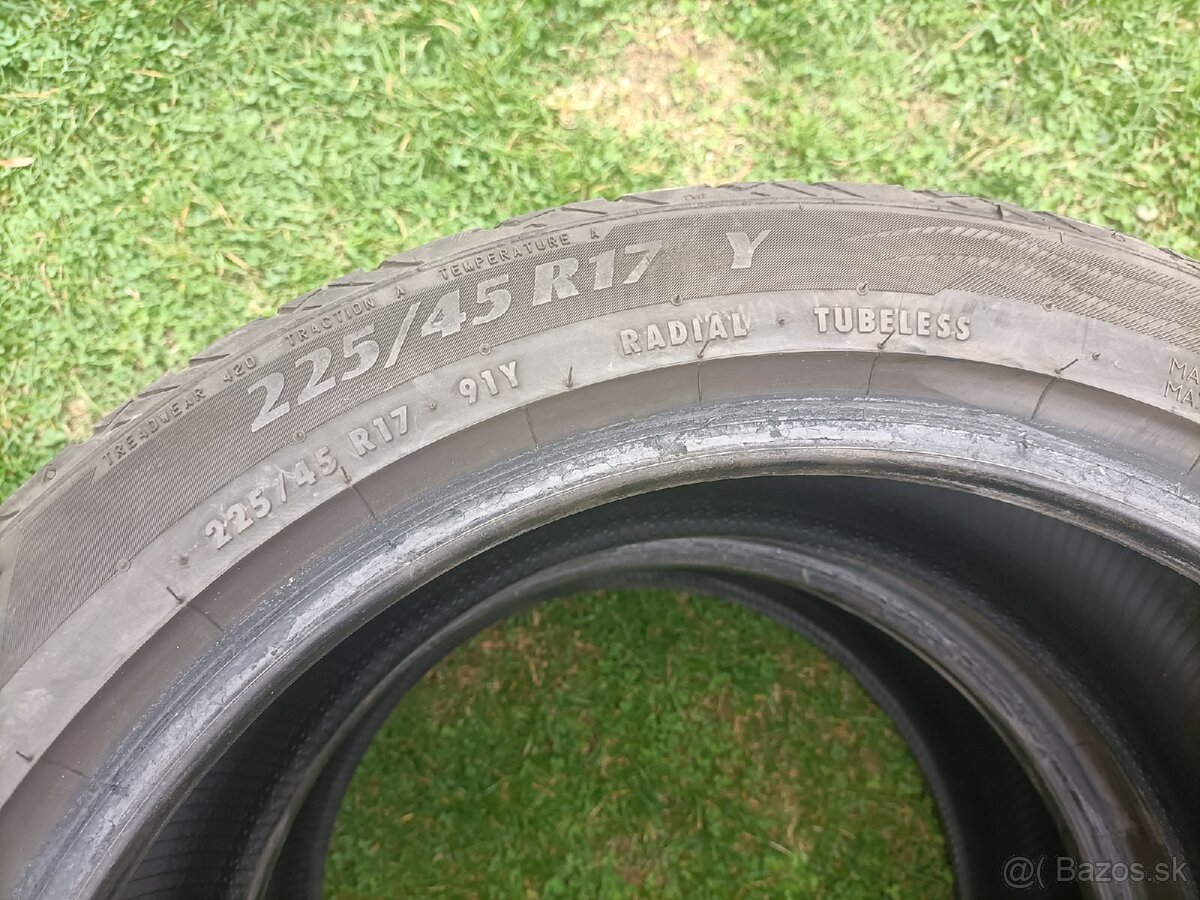 TREADWEAR 420 TRACTION A TEMPERATURE A
225/45 R17 Y
225/45 R17 · 91Y RADIAL · TUBELESS
@( Bazos.sk